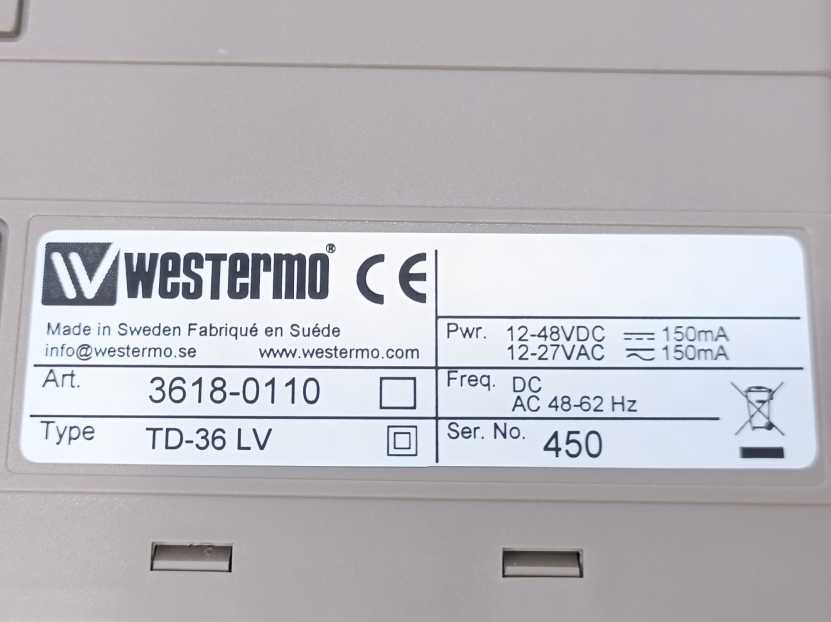 WESTERMO® CE
Made in Sweden Fabriqué en Suéde
info@westermo.se www.westermo.com
Art. 3618-0110
Type TD-36 LV
Pwr. 12-48VDC 150mA
12-27VAC 150mA
Freq. DC
AC 48-62 Hz
Ser. No. 450